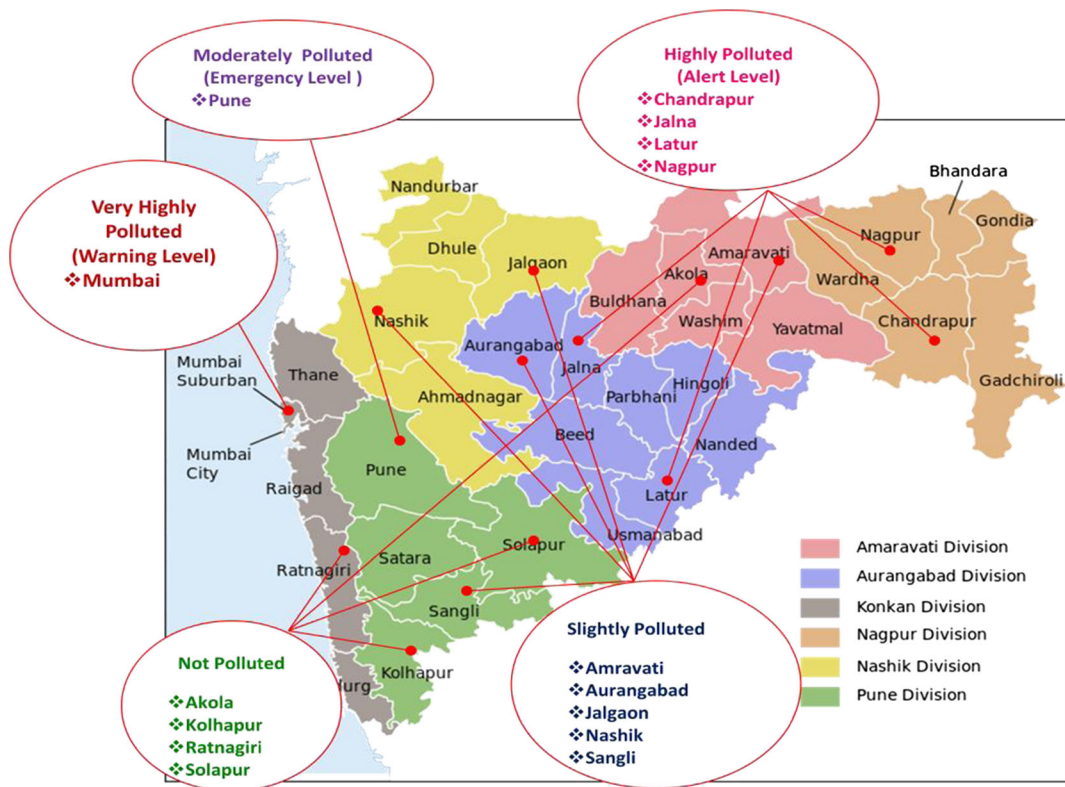 Moderately Polluted
(Emergency Level )
❖Pune
Highly Polluted
(Alert Level)
❖Chandrapur
❖Jalna
❖Latur
❖Nagpur
Very Highly
Polluted
(Warning Level)
❖Mumbai
Nandurbar
Dhule
Jalgaon
Nashik
Buldhana
Akola
Amaravati
Washim
Yavatmal
Wardha
Nagpur
Bhandara
Gondia
Chandrapur
Gadchiroli
Aurangabad
Jalna
Parbhani
Hingoli
Nanded
Beed
Latur
Usmanabad
Ahmadnagar
Thane
Mumbai
Suburban
Mumbai
City
Raigad
Pune
Satara
Solapur
Ratnagiri
Sangli
Kolhapur
lurg
Amaravati Division
Aurangabad Division
Konkan Division
Nagpur Division
Nashik Division
Pune Division
Not Polluted
❖Akola
❖Kolhapur
❖Ratnagiri
❖Solapur
Slightly Polluted
❖Amravati
❖Aurangabad
❖Jalgaon
❖Nashik
❖Sangli